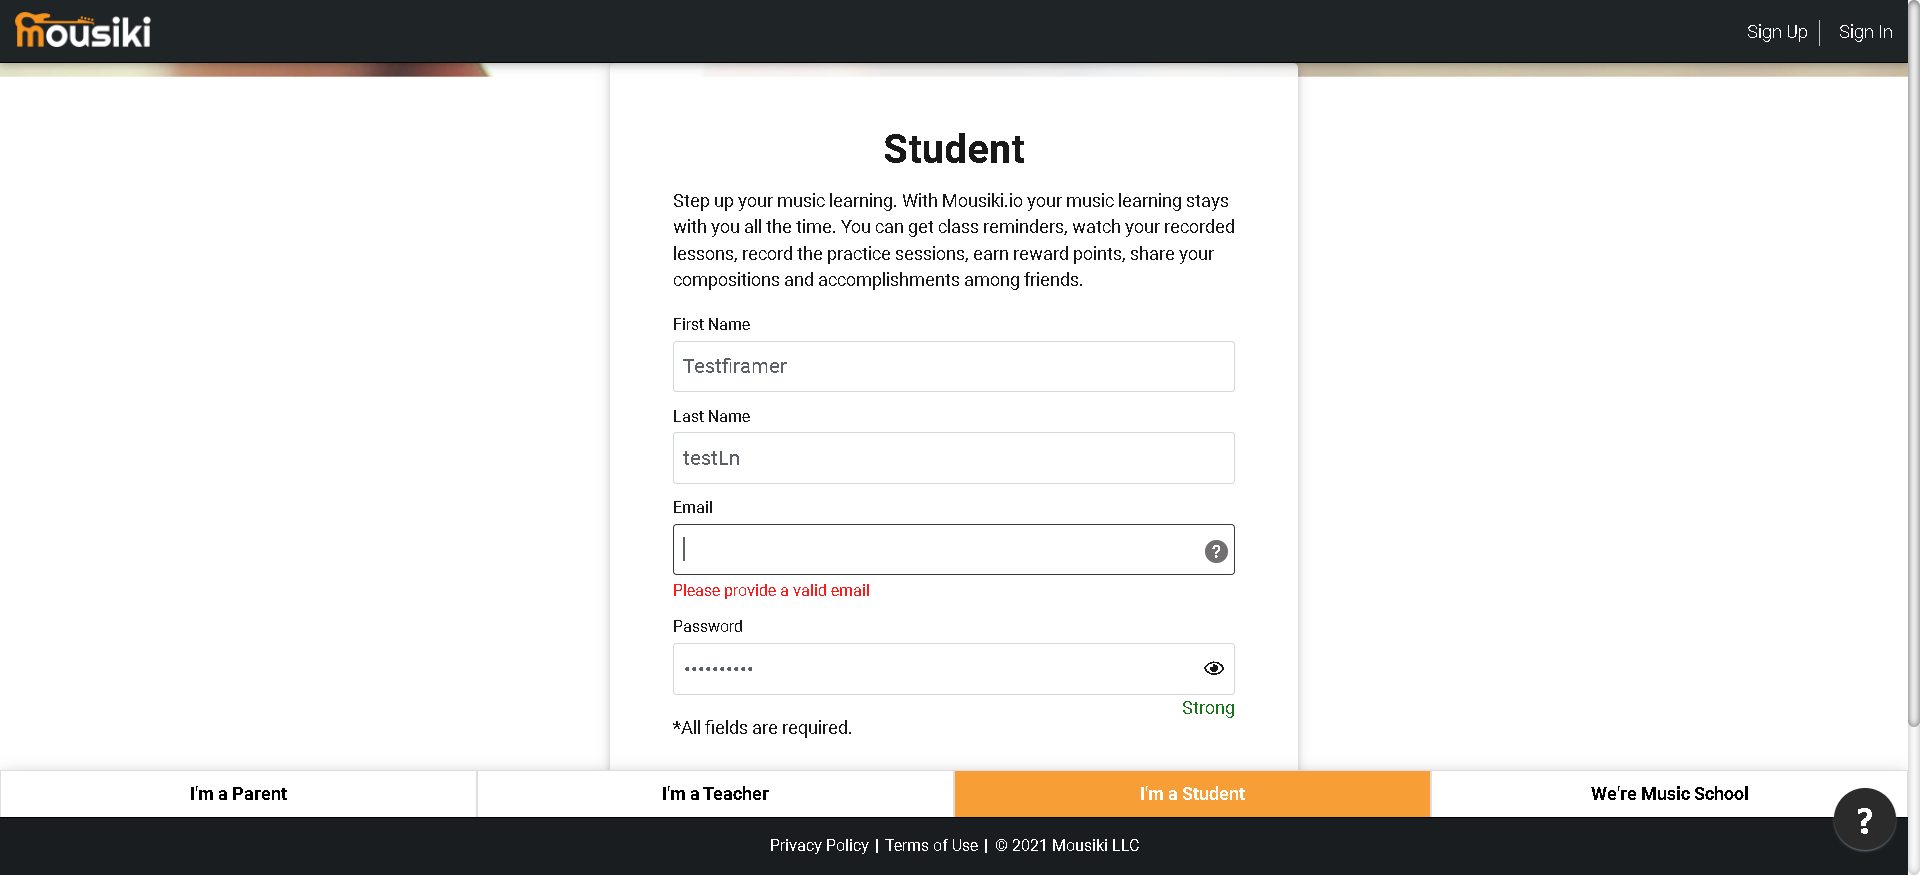 mousiki
Sign Up
Sign In
Student
Step up your music learning. With Mousiki.io your music learning stays
with you all the time. You can get class reminders, watch your recorded
lessons, record the practice sessions, earn reward points, share your
compositions and accomplishments among friends.
First Name
Testfiramer
Last Name
testLn
Email
?
Please provide a valid email
Password
••••••••••
Strong
*All fields are required.
I'm a Parent
I'm a Teacher
I'm a Student
We're Music School
?
Privacy Policy | Terms of Use | © 2021 Mousiki LLC